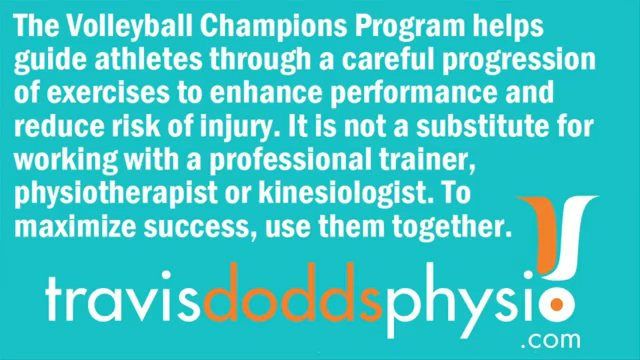 The Volleyball Champions Program helps
guide athletes through a careful progression
of exercises to enhance performance and
reduce risk of injury. It is not a substitute for
working with a professional trainer,
physiotherapist or kinesiologist. To
maximize success, use them together.
travisdoddsphysio
.com